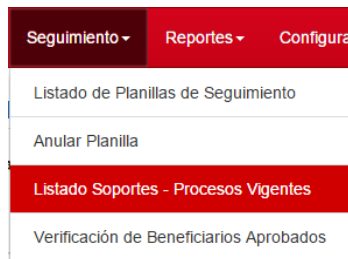 Seguimiento Reportes Configura
Listado de Planillas de Seguimiento
Anular Planilla
Listado Soportes - Procesos Vigentes
Verificación de Beneficiarios Aprobados